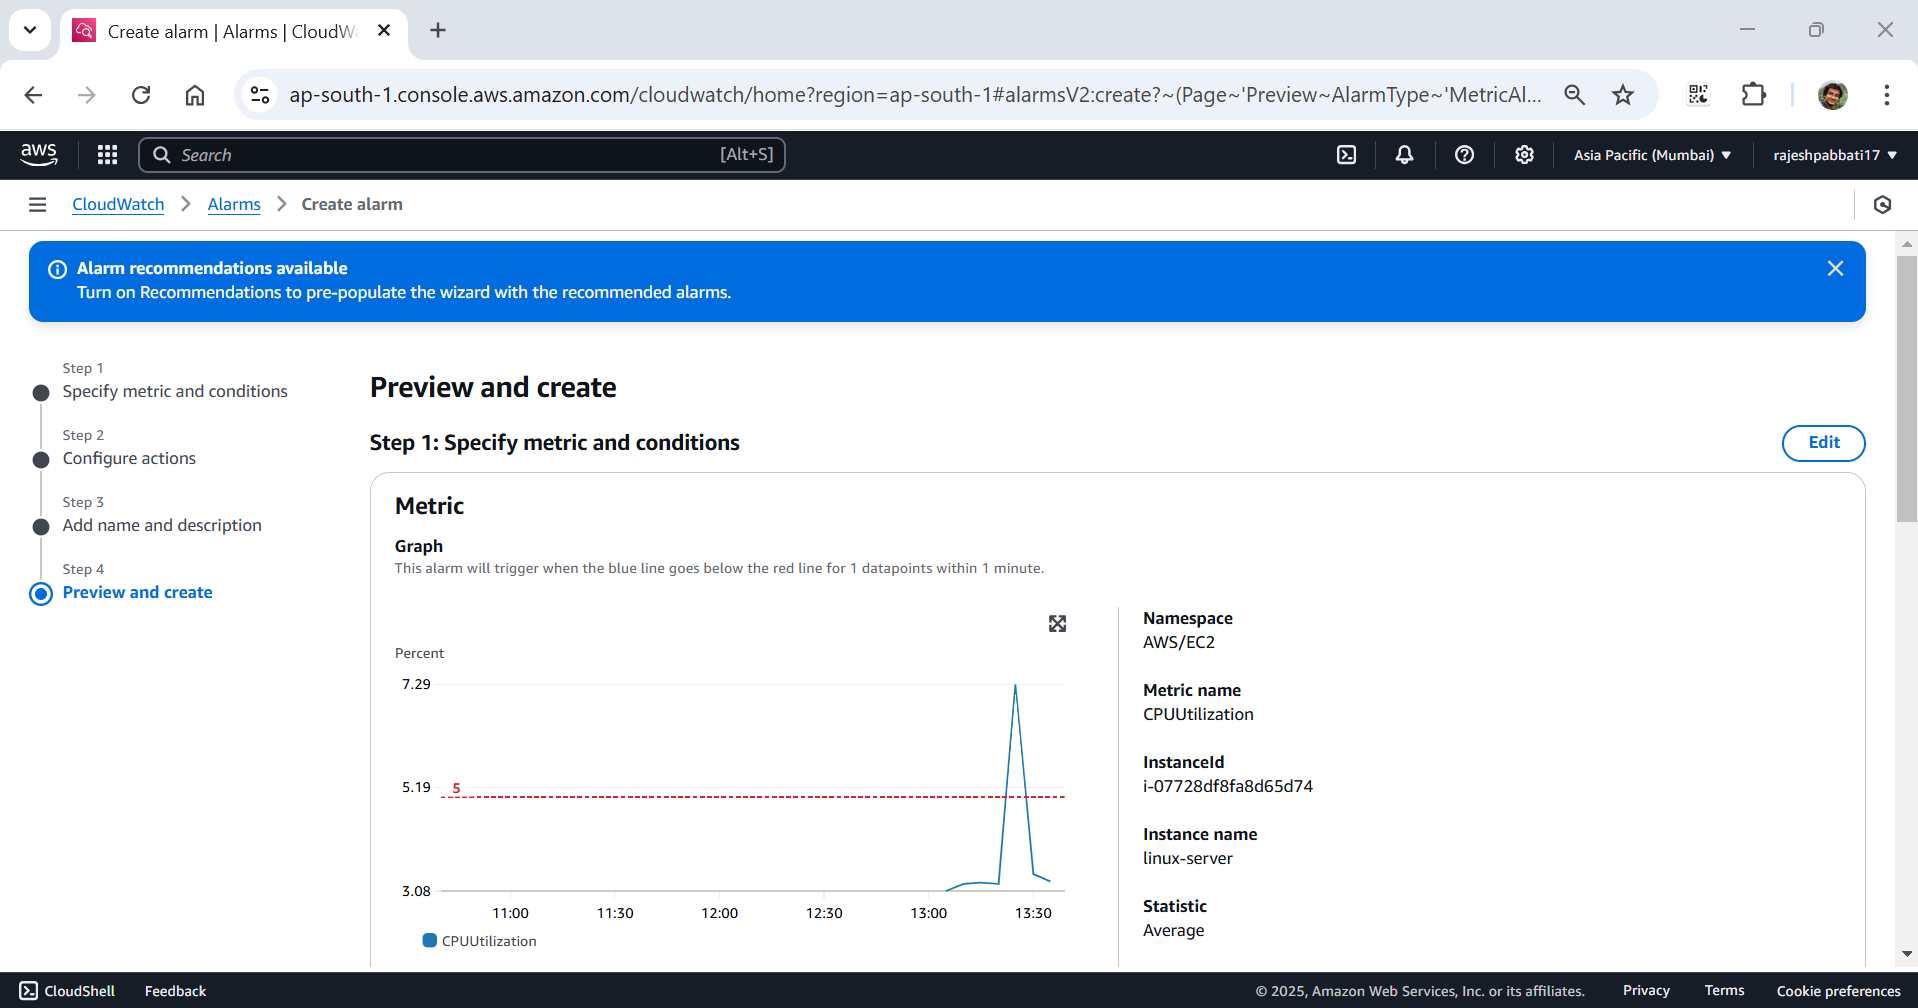 Create alarm | Alarms | CloudW
ap-south-1.console.aws.amazon.com/cloudwatch/home?region=ap-south-1#alarmsV2:create?~(Page~'Preview~AlarmType~'MetricAl...
aws
Search
[Alt+S]
Asia Pacific (Mumbai)
rajeshpabbati17
CloudWatch
Alarms
Create alarm
Alarm recommendations available
Turn on Recommendations to pre-populate the wizard with the recommended alarms.
Step 1
Specify metric and conditions
Step 2
Configure actions
Step 3
Add name and description
Step 4
Preview and create
Preview and create
Step 1: Specify metric and conditions
Edit
Metric
Graph
This alarm will trigger when the blue line goes below the red line for 1 datapoints within 1 minute.
Percent
7.29
5.19
5
3.08
11:00
11:30
12:00
12:30
13:00
13:30
CPUUtilization
Namespace
AWS/EC2
Metric name
CPUUtilization
InstanceId
i-07728df8fa8d65d74
Instance name
linux-server
Statistic
Average
CloudShell
Feedback
© 2025, Amazon Web Services, Inc. or its affiliates.
Privacy
Terms
Cookie preferences